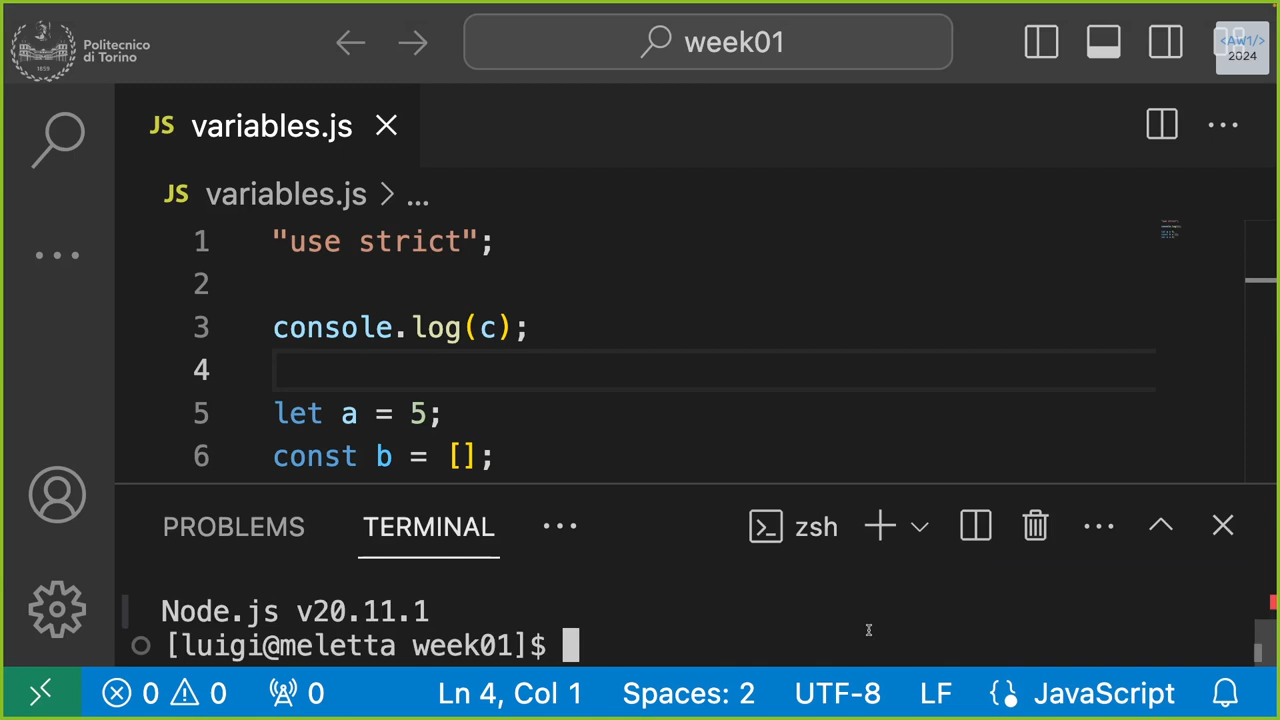 Politecnico
di Torino
1859
week01
<Aw1/>
2024
JS variables.js
JS variables.js > ...
1 "use strict";
2
3 console.log(c);
4
5 let a = 5;
6 const b = [];
PROBLEMS TERMINAL ... zsh
Node.js v20.11.1
[luigi@meletta week01]$
0 0 0 Ln 4, Col 1 Spaces: 2 UTF-8 LF JavaScript